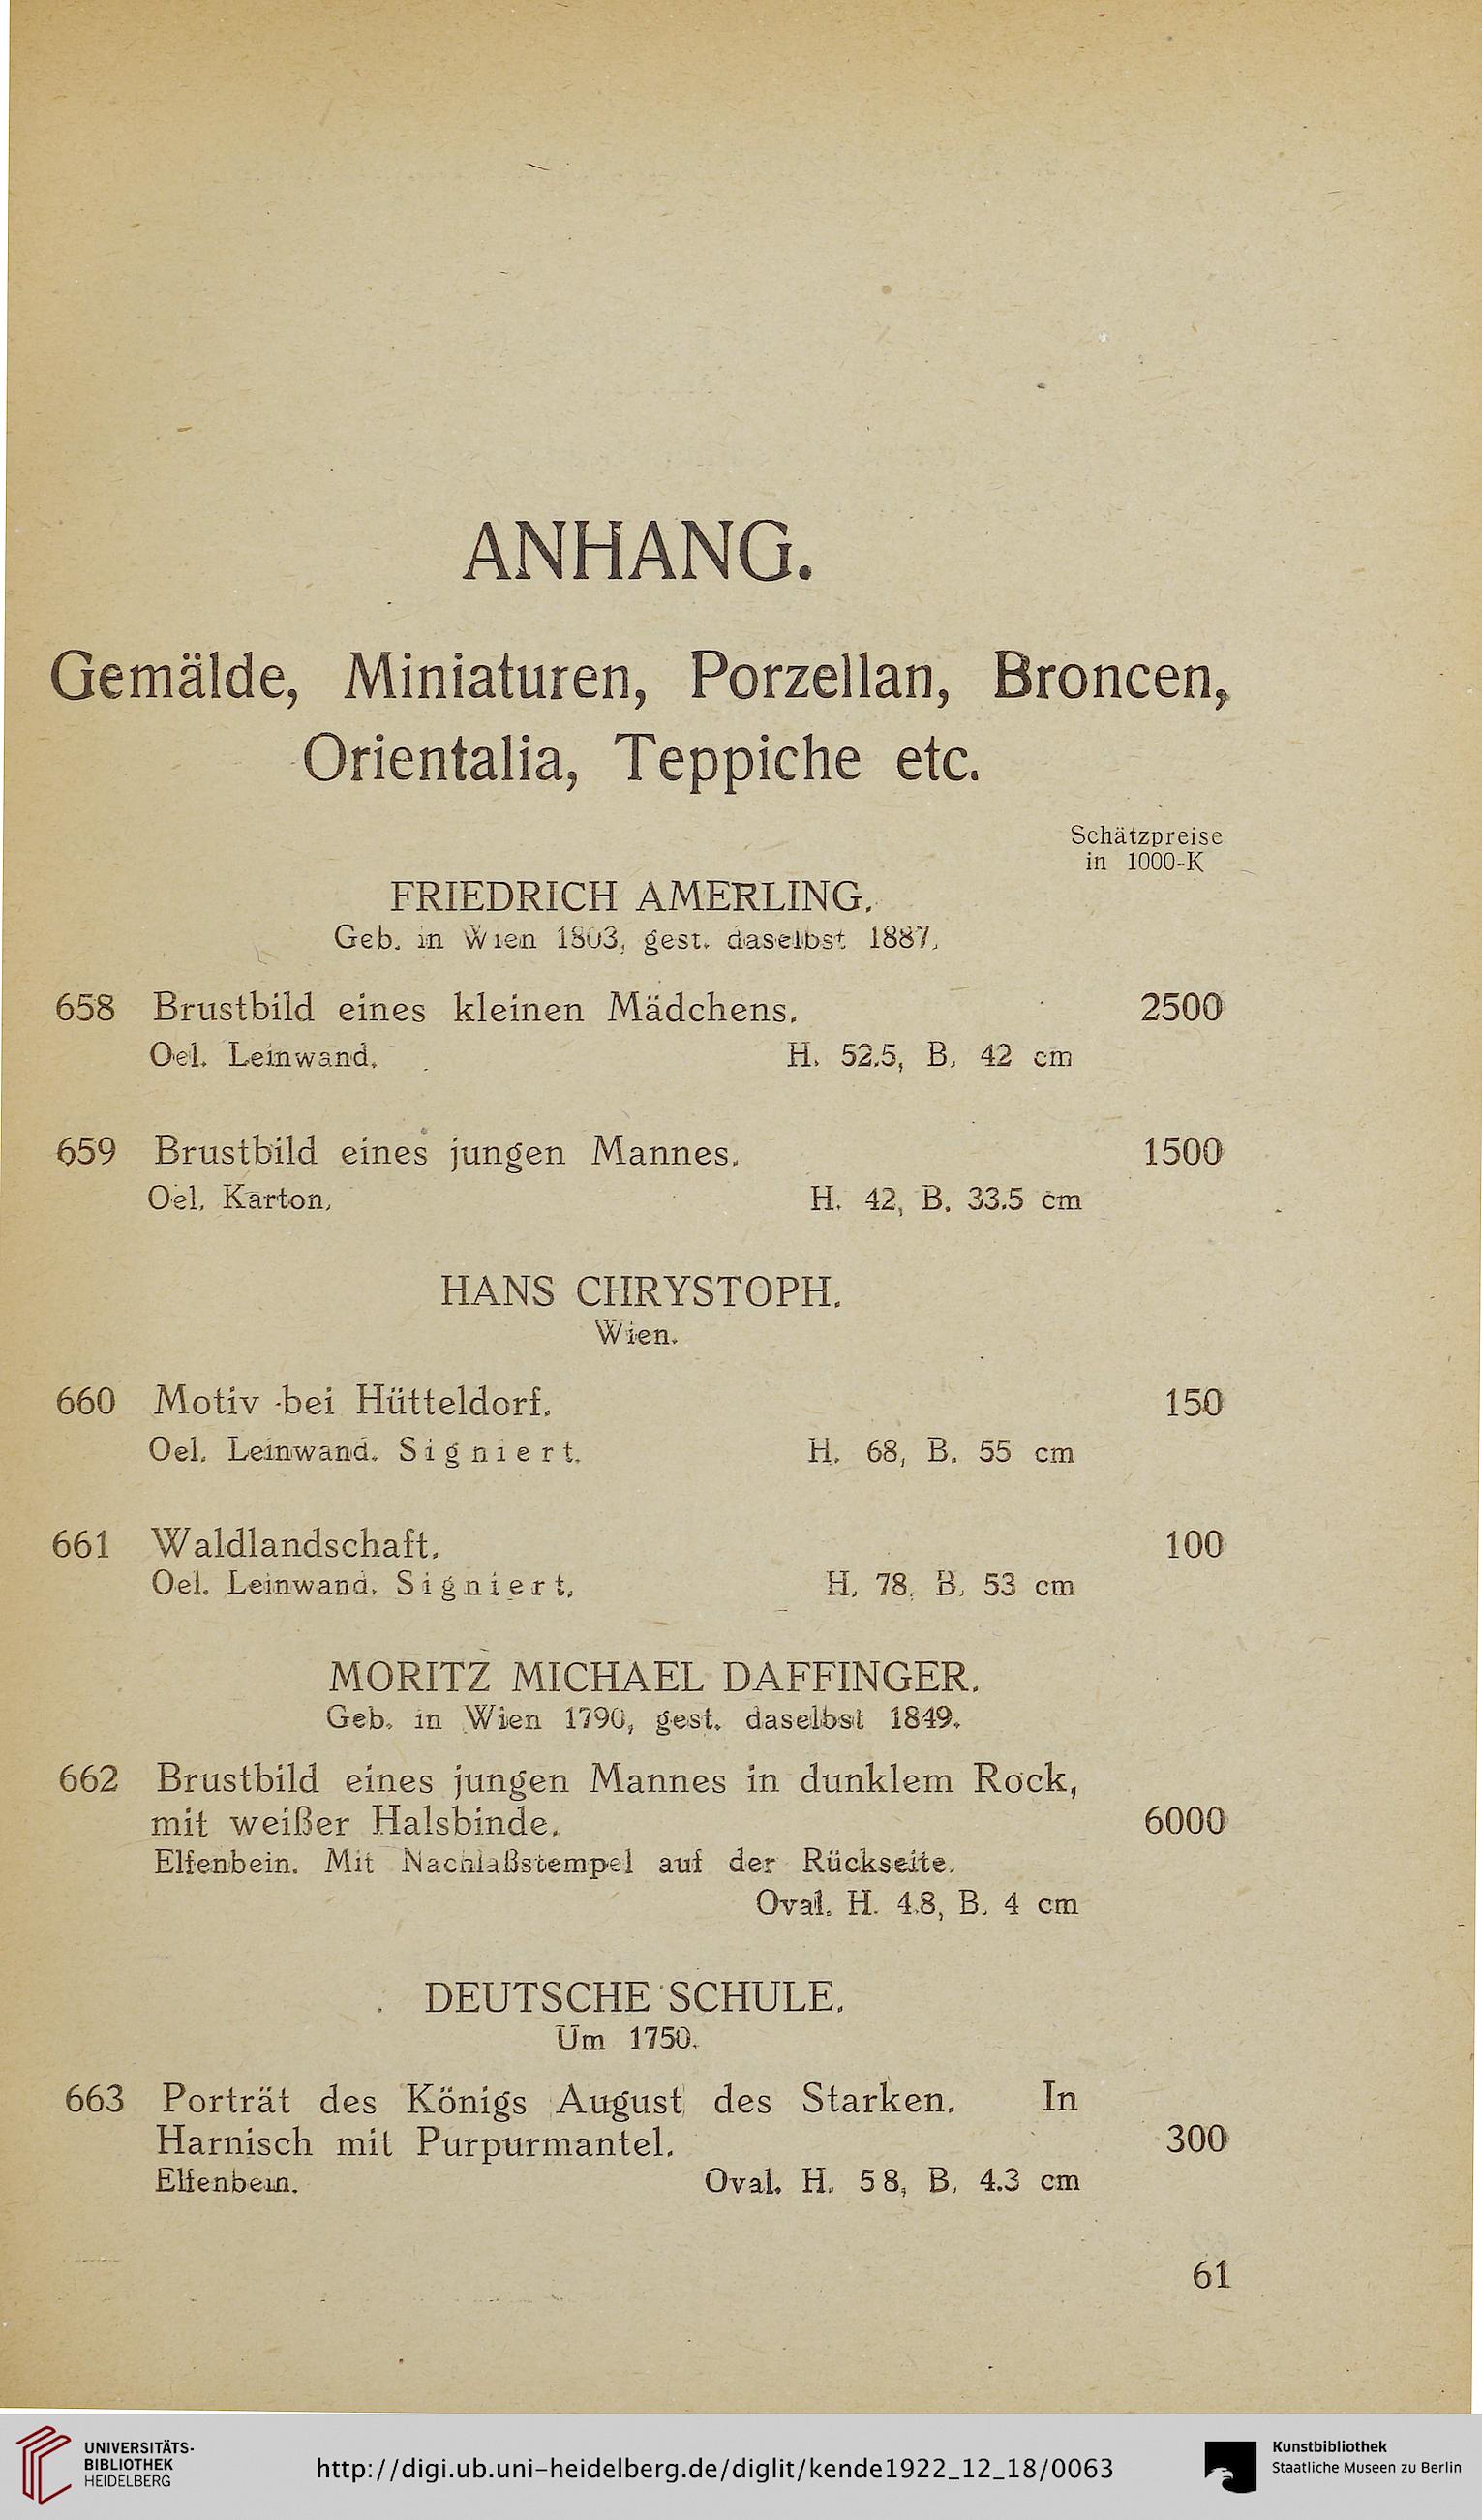 ANHANG.
Gemälde, Miniaturen, Porzellan, Broncen,
Orientalia, Teppiche etc.
Schätzpreise
in 1000-K
FRIEDRICH AMERLING.
Geb. in Wien 1803, gest. daselbst 1887.
658 Brustbild eines kleinen Mädchens. 2500
Oel. Leinwand. H. 52.5, B. 42 cm
659 Brustbild eines jungen Mannes. 1500
Oel. Karton. H. 42, B. 33.5 cm
HANS CHRYSTOPH.
Wien.
660 Motiv bei Hütteldorf. 150
Oel. Leinwand. Signiert. H. 68, B. 55 cm
661 Waldlandschaft. 100
Oel. Leinwand. Signiert. H. 78, B. 53 cm
MORITZ MICHAEL DAFFINGER.
Geb. in Wien 1790, gest. daselbst 1849.
662 Brustbild eines jungen Mannes in dunklem Rock,
mit weißer Halsbinde. 6000
Elfenbein. Mit Nachlaßstempel auf der Rückseite.
Oval. H. 4.8, B. 4 cm
DEUTSCHE SCHULE.
Um 1750.
663 Porträt des Königs August des Starken. In
Harnisch mit Purpurmantel. 300
Elfenbein. Oval. H. 5 8, B. 4.3 cm
61
UNIVERSITÄTS-
BIBLIOTHEK
HEIDELBERG
http://digi.ub.uni-heidelberg.de/diglit/kende1922_12_18/0063
Kunstbibliothek
Staatliche Museen zu Berlin